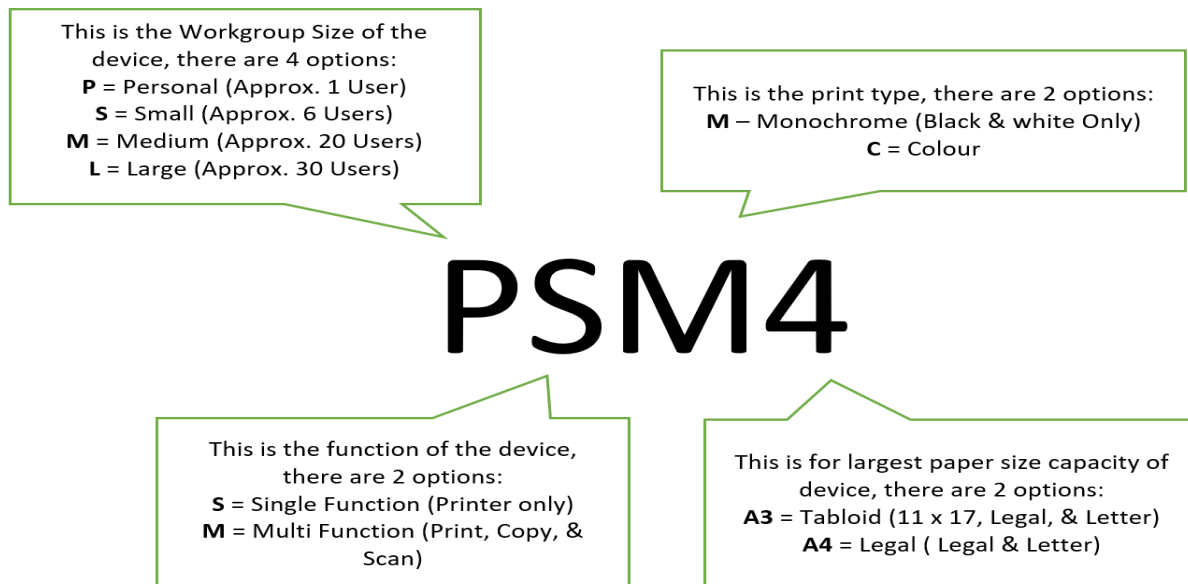 This is the Workgroup Size of the
device, there are 4 options:
P = Personal (Approx. 1 User)
S = Small (Approx. 6 Users)
M = Medium (Approx. 20 Users)
L = Large (Approx. 30 Users)
This is the print type, there are 2 options:
M – Monochrome (Black & white Only)
C = Colour
PSM4
This is the function of the device,
there are 2 options:
S = Single Function (Printer only)
M = Multi Function (Print, Copy, &
Scan)
This is for largest paper size capacity of
device, there are 2 options:
A3 = Tabloid (11 x 17, Legal, & Letter)
A4 = Legal ( Legal & Letter)